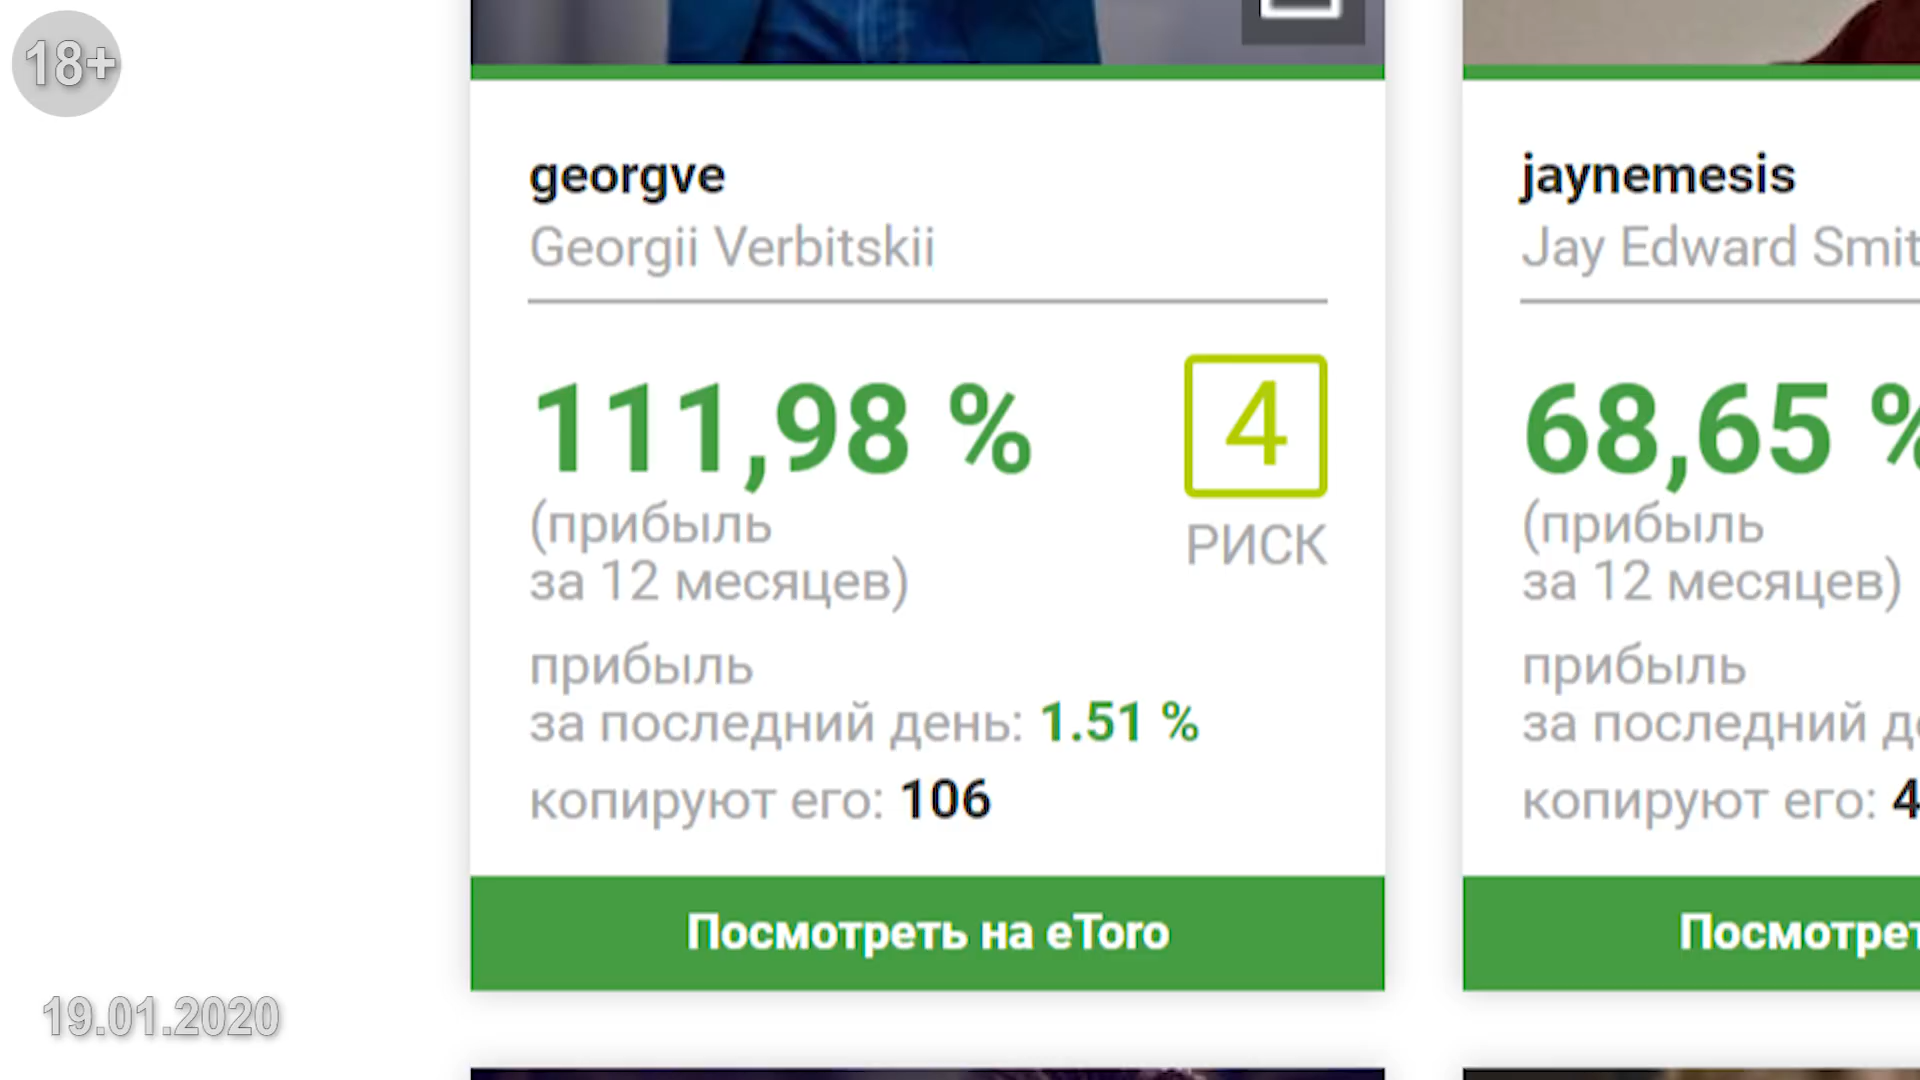 18+
georgve
Georgii Verbitskii
111,98 %
4
(прибыль
за 12 месяцев)
РИСК
прибыль
за последний день: 1.51 %
копируют его: 106
Посмотреть на eToro
jaynemesis
Jay Edward
68,65 %
(прибыль
за 12 месяцев)
прибыль
за последний
копируют его:
19.01.2020